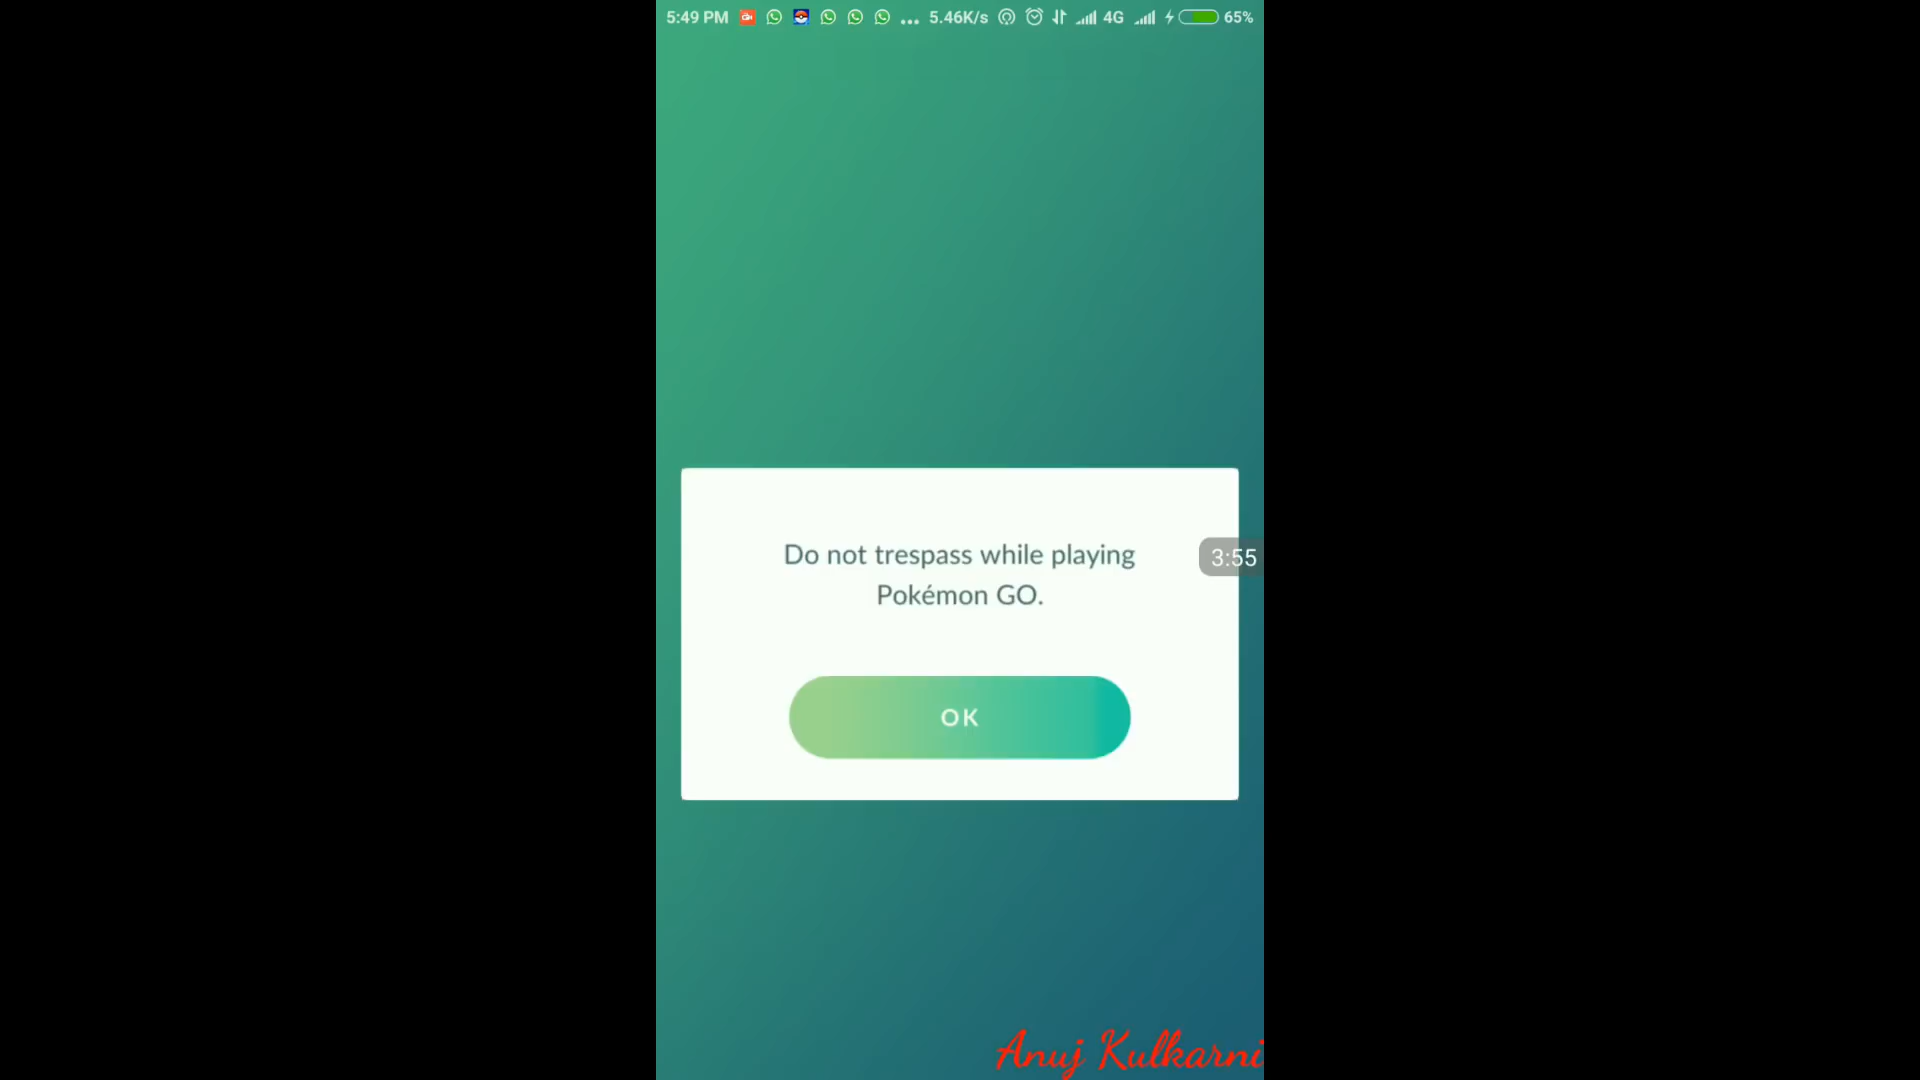 5:49 PM ... 5.46K/s 4G 65%
Do not trespass while playing
Pokémon GO.
3:55
OK
Anuj Kulkarni